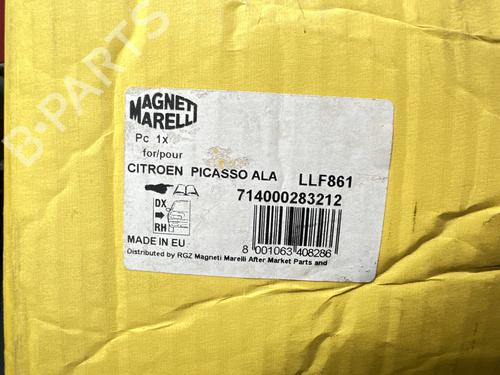 MAGNETI
MARELLI
Pc 1x
for/pour
CITROEN PICASSO ALA LLF861
714000283212
DX
RH
MADE IN EU
8 001063 408286
Distributed by RGZ Magneti Marelli After Market Parts and
B-PARTS